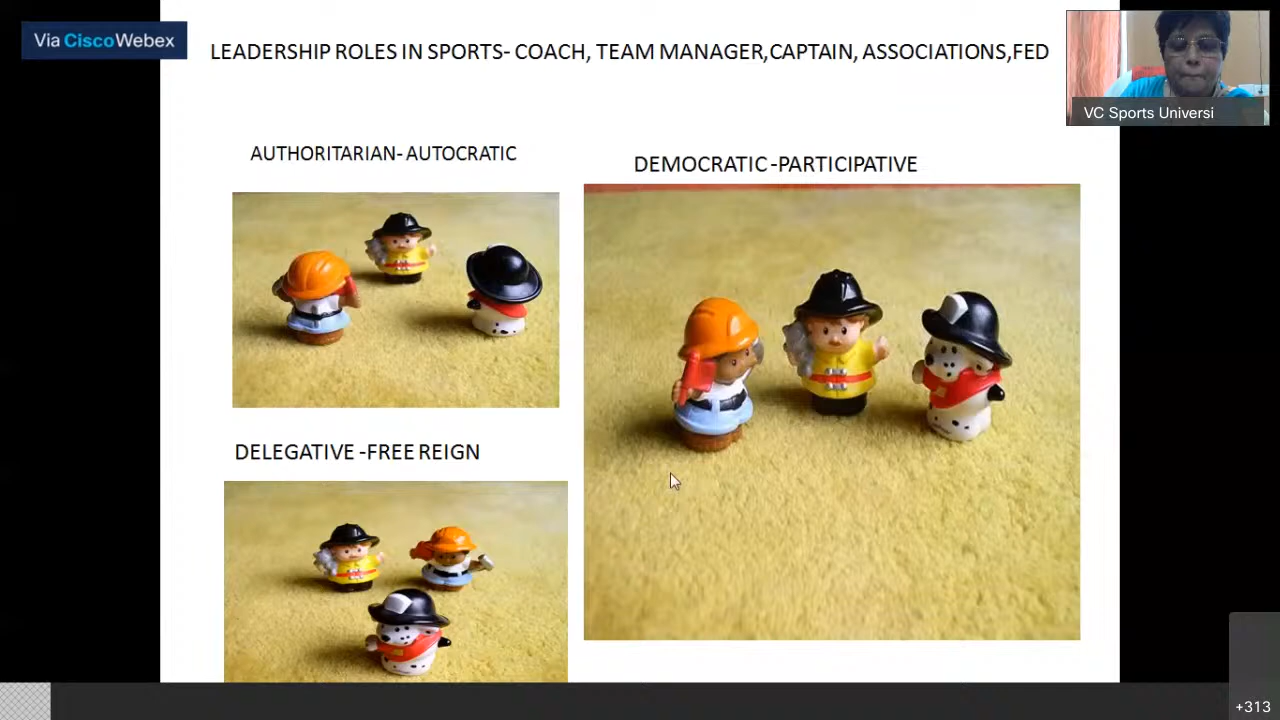 Via CiscoWebex
LEADERSHIP ROLES IN SPORTS- COACH, TEAM MANAGER,CAPTAIN, ASSOCIATIONS,FED
VC Sports Universi
AUTHORITARIAN- AUTOCRATIC
DEMOCRATIC -PARTICIPATIVE
DELEGATIVE -FREE REIGN
+313